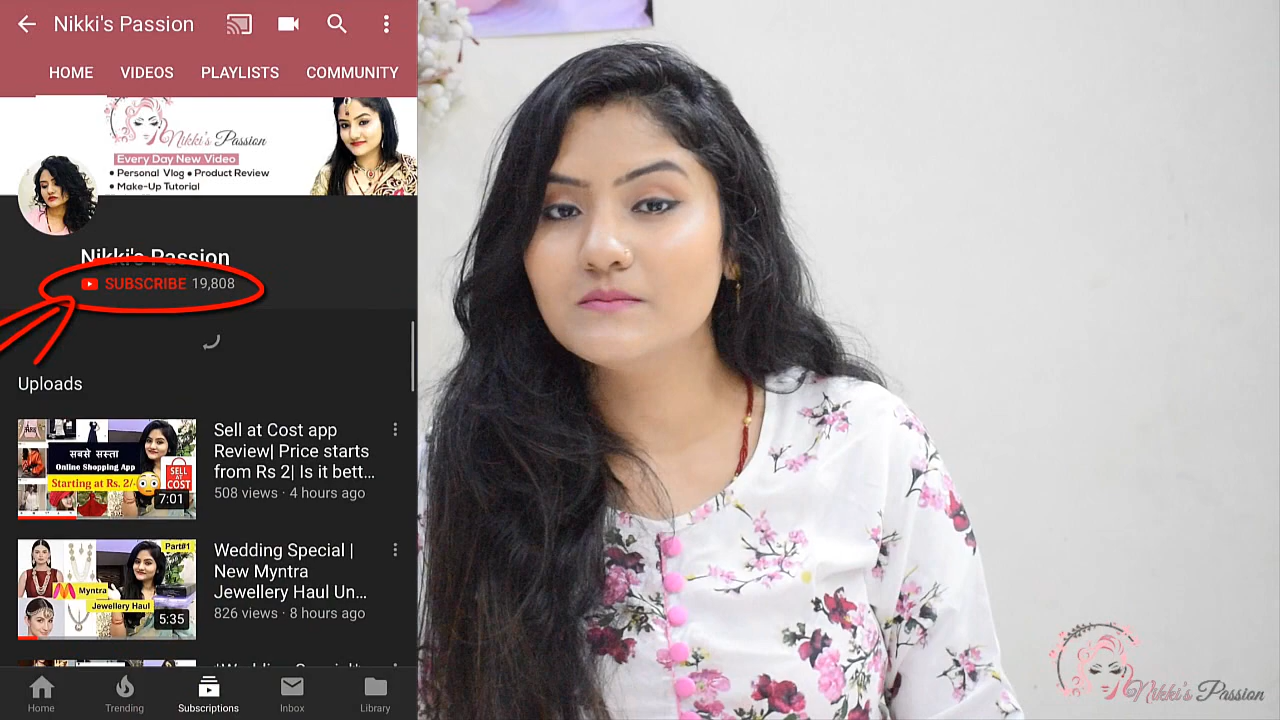 Nikki's Passion
HOME VIDEOS PLAYLISTS COMMUNITY
Nikki's Passion
Every Day New Video
• Personal Vlog • Product Review
• Make-Up Tutorial
Nikki's Passion
SUBSCRIBE 19,808
Uploads
सबसे सस्ता
Online Shopping App
Starting at Rs. 2/-
SELL
AT
COST
7:01
Sell at Cost app
Review| Price starts
from Rs 2| Is it bett...
508 views · 4 hours ago
Part#1
Myntra
Jewellery Haul
5:35
Wedding Special |
New Myntra
Jewellery Haul Un...
826 views · 8 hours ago
Home Trending Subscriptions Inbox Library
Nikki's Passion